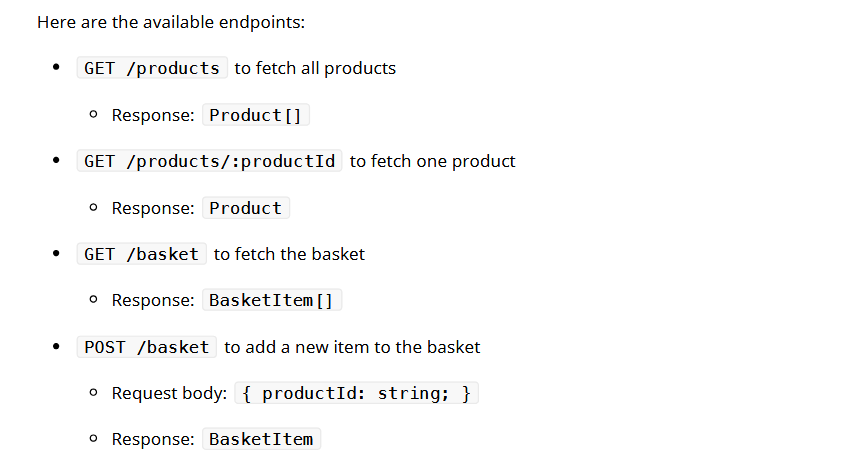 Here are the available endpoints:
GET /products to fetch all products
Response: Product[]
GET /products/:productId to fetch one product
Response: Product
GET /basket to fetch the basket
Response: BasketItem[]
POST /basket to add a new item to the basket
Request body: { productId: string; }
Response: BasketItem